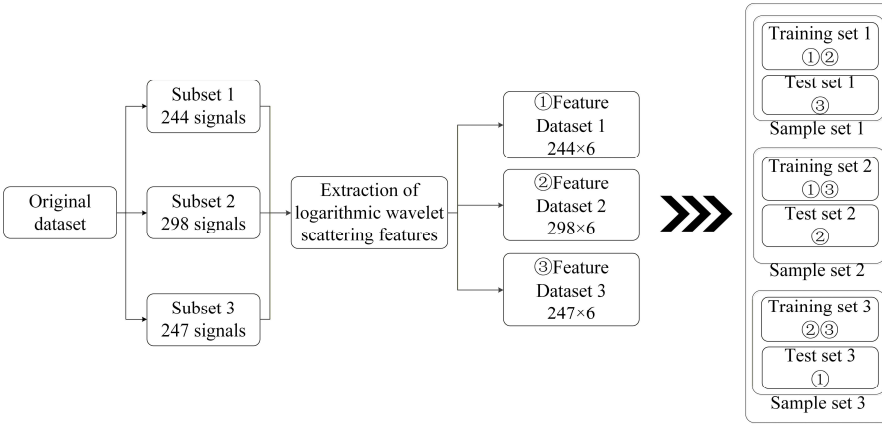 Original
dataset
Subset 1
244 signals
Subset 2
298 signals
Subset 3
247 signals
Extraction of
logarithmic wavelet
scattering features
①Feature
Dataset 1
244×6
②Feature
Dataset 2
298×6
③Feature
Dataset 3
247×6
Training set 1
①②
Test set 1
③
Sample set 1
Training set 2
①③
Test set 2
②
Sample set 2
Training set 3
②③
Test set 3
①
Sample set 3